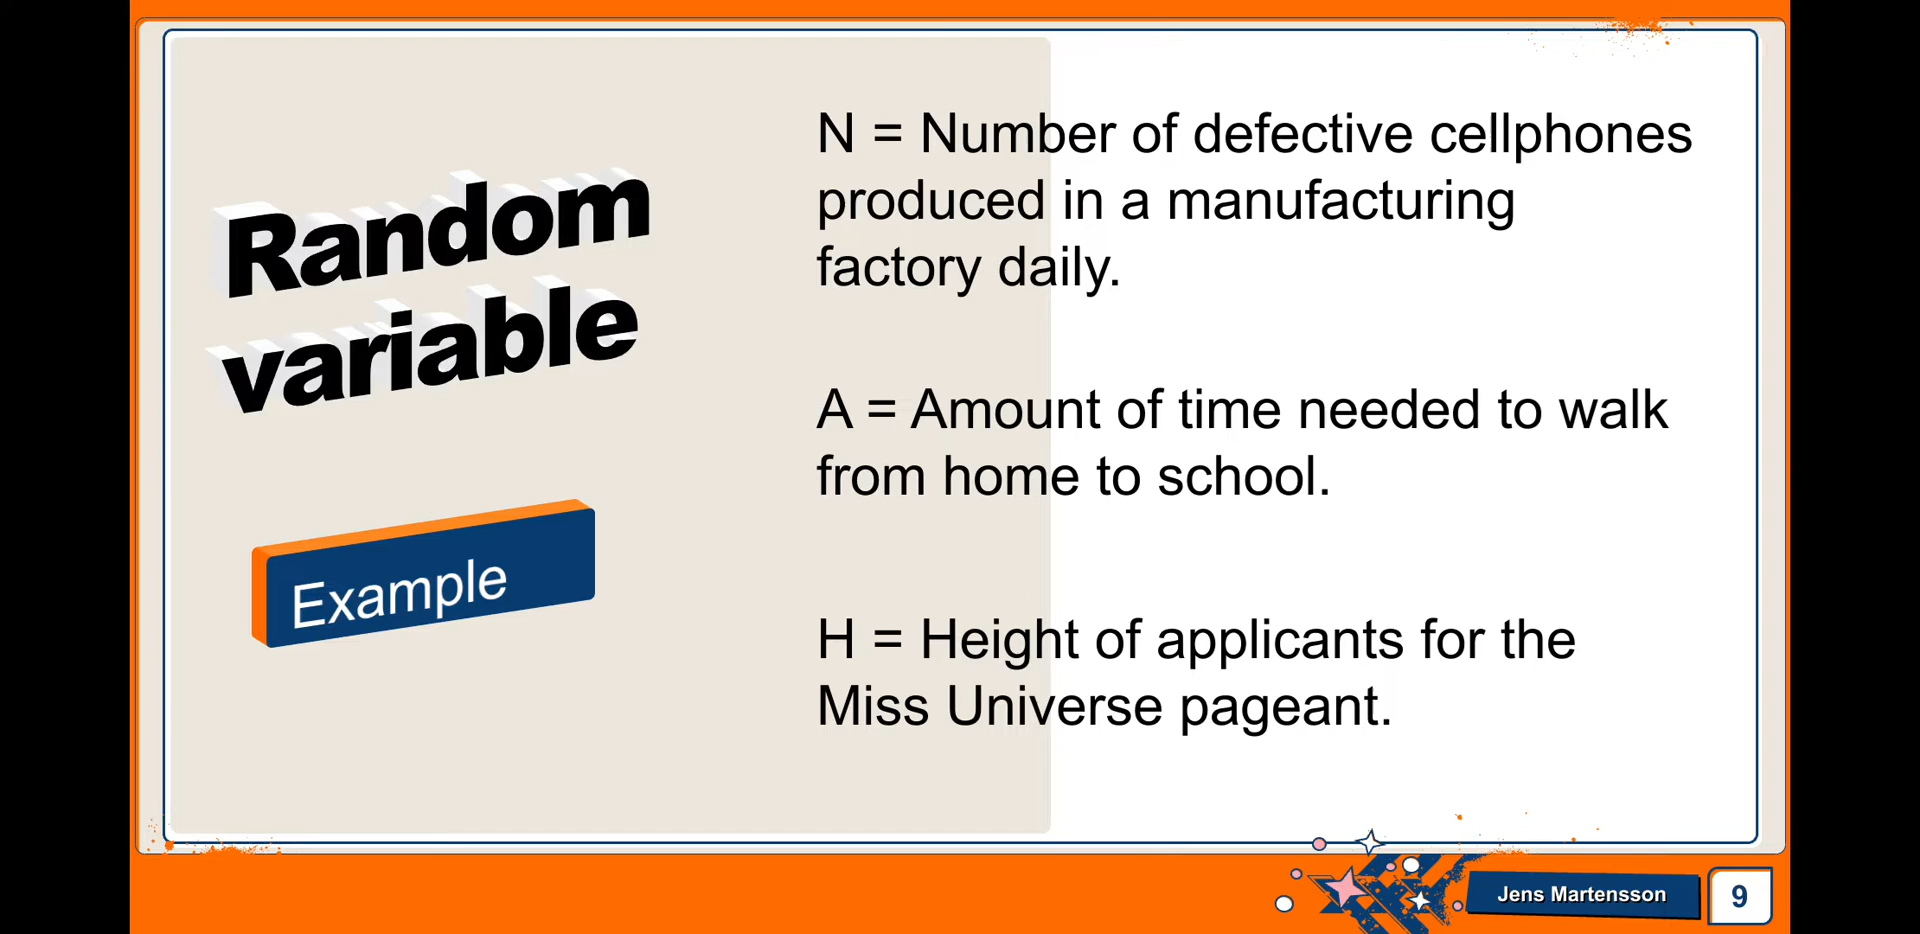 Random
variable
Example
N = Number of defective cellphones
produced in a manufacturing
factory daily.
A = Amount of time needed to walk
from home to school.
H = Height of applicants for the
Miss Universe pageant.
Jens Martensson
9